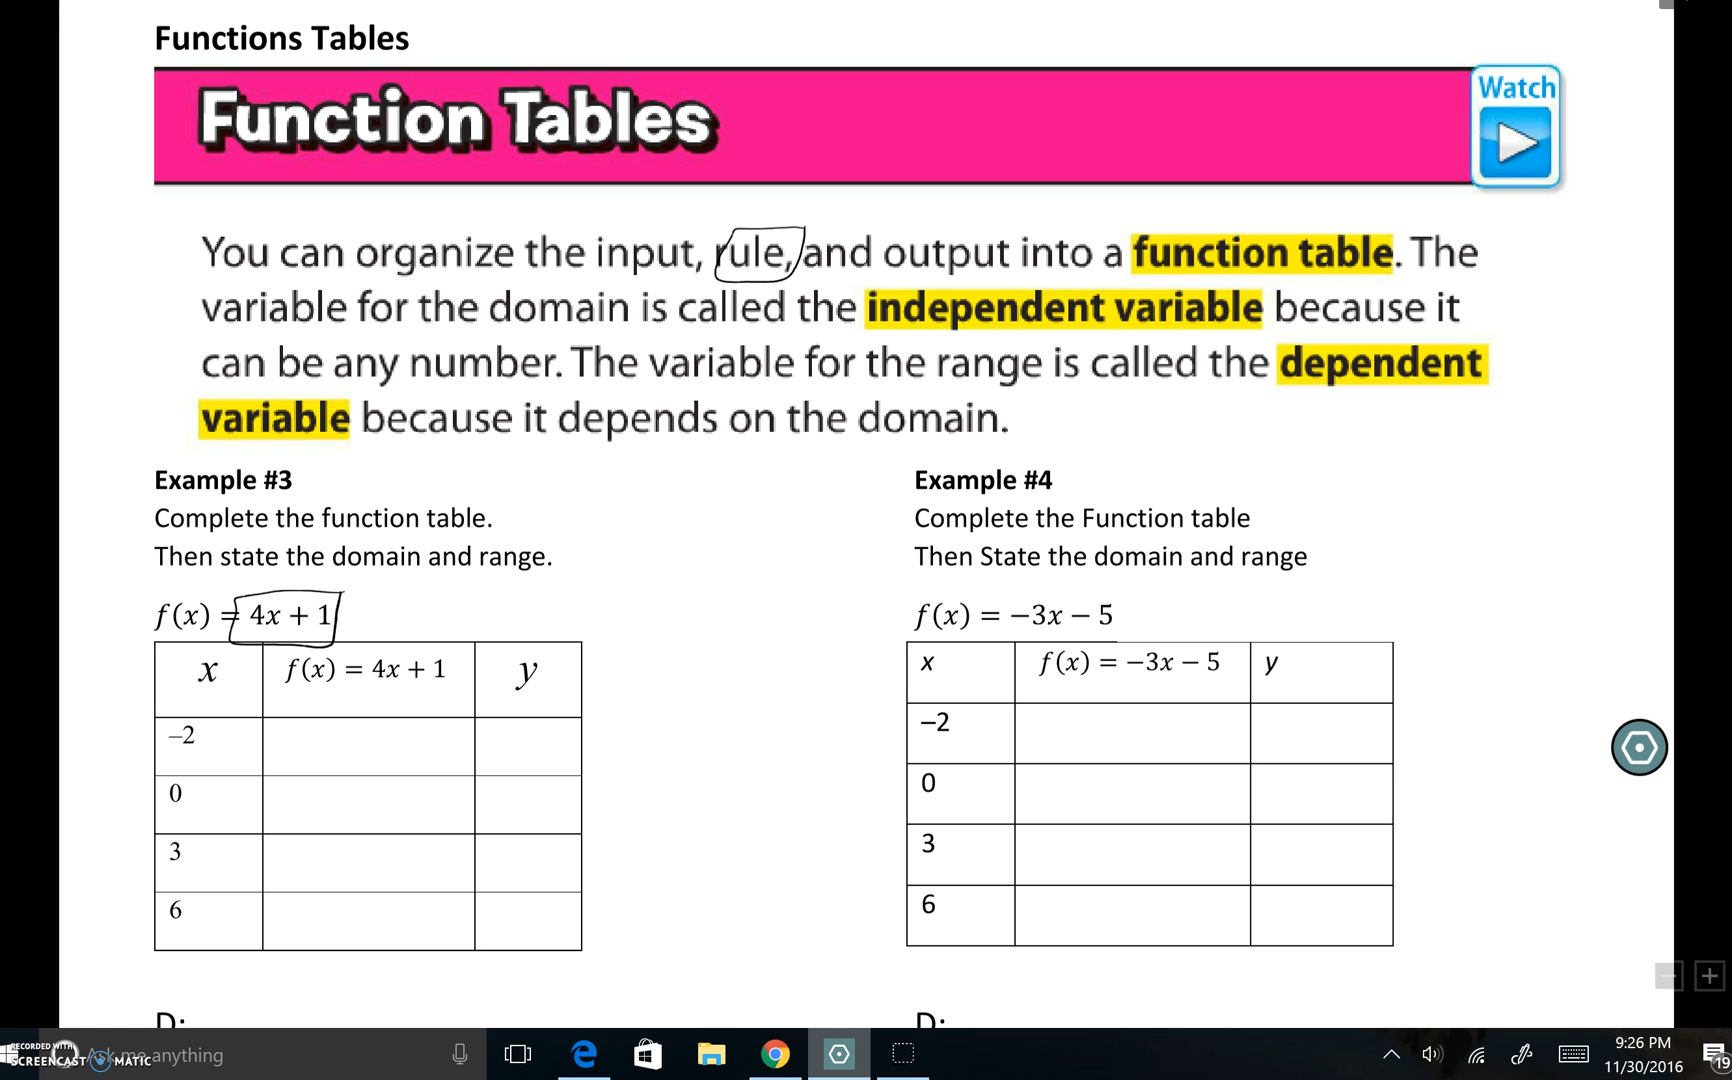 Functions Tables
Function Tables
Watch
You can organize the input, rule, and output into a function table. The
variable for the domain is called the independent variable because it
can be any number. The variable for the range is called the dependent
variable because it depends on the domain.
Example #3
Complete the function table.
Then state the domain and range.
f(x) = 4x + 1
x f(x) = 4x + 1 y
–2
0
3
6
D:
Example #4
Complete the Function table
Then State the domain and range
f(x) = −3x − 5
x f(x) = −3x − 5 y
–2
0
3
6
D:
RECORDED WITH
SCREENCAST MATIC
Ask me anything
9:26 PM
11/30/2016
19